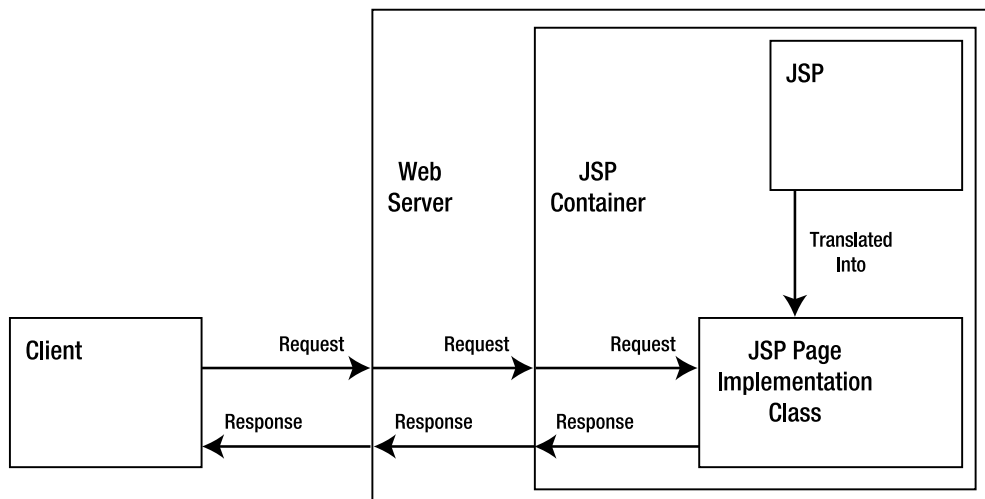 JSP
Web
Server
JSP
Container
Translated
Into
Client
Request
Request
Request
JSP Page
Implementation
Class
Response
Response
Response